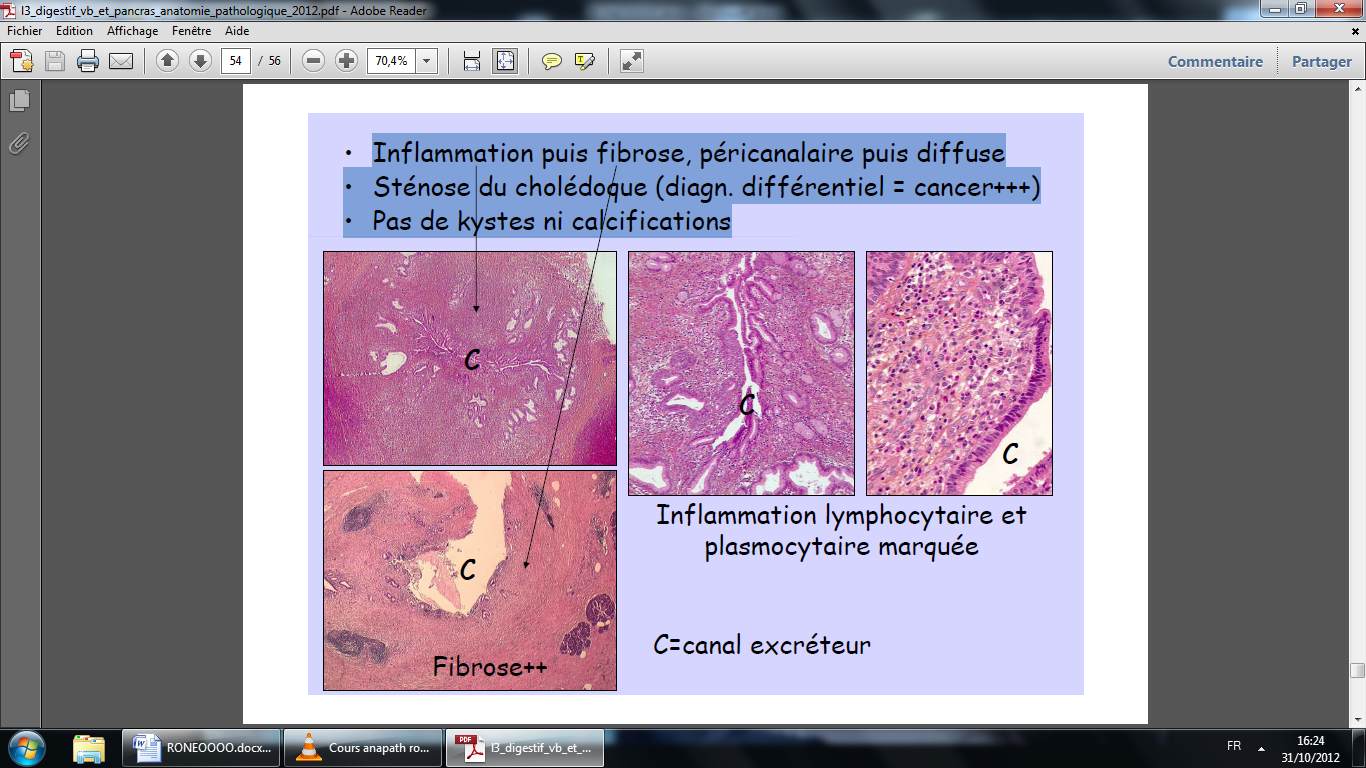 l3_digestif_vb_et_pancras_anatomie_pathologique_2012.pdf - Adobe Reader
Fichier Edition Affichage Fenêtre Aide
54 / 56 70,4% Commentaire Partager
• Inflammation puis fibrose, péricanalaire puis diffuse
• Sténose du cholédoque (diagn. différentiel = cancer+++)
• Pas de kystes ni calcifications
C
C
C
C
Fibrose++
Inflammation lymphocytaire et
plasmocytaire marquée
C=canal excréteur
RONEOOOO.docx... Cours anapath ro... l3_digestif_vb_et_... FR 16:24
31/10/2012